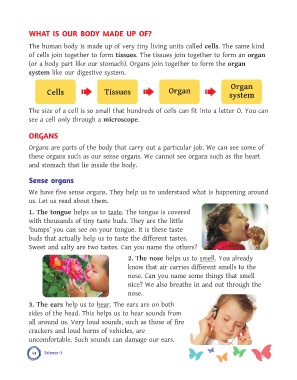 WHAT IS OUR BODY MADE UP OF?
The human body is made up of very tiny living units called cells. The same kind
of cells join together to form tissues. The tissues join together to form an organ
(or a body part like our stomach). Organs join together to form the organ
system like our digestive system.
Cells Tissues Organ Organ system
The size of a cell is so small that hundreds of cells can fit into a letter O. You can
see a cell only through a microscope.
ORGANS
Organs are parts of the body that carry out a particular job. We can see some of
these organs such as our sense organs. We cannot see organs such as the heart
and stomach that lie inside the body.
Sense organs
We have five sense organs. They help us to understand what is happening around
us. Let us read about them.
1. The tongue helps us to taste. The tongue is covered
with thousands of tiny taste buds. They are the little
'bumps' you can see on your tongue. It is these taste
buds that actually help us to taste the different tastes.
Sweet and salty are two tastes. Can you name the others?
2. The nose helps us to smell. You already
know that air carries different smells to the
nose. Can you name some things that smell
nice? We also breathe in and out through the
nose.
3. The ears help us to hear. The ears are on both
sides of the head. This helps us to hear sounds from
all around us. Very loud sounds, such as those of fire
crackers and loud horns of vehicles, are
uncomfortable. Such sounds can damage our ears.
44 Science-3